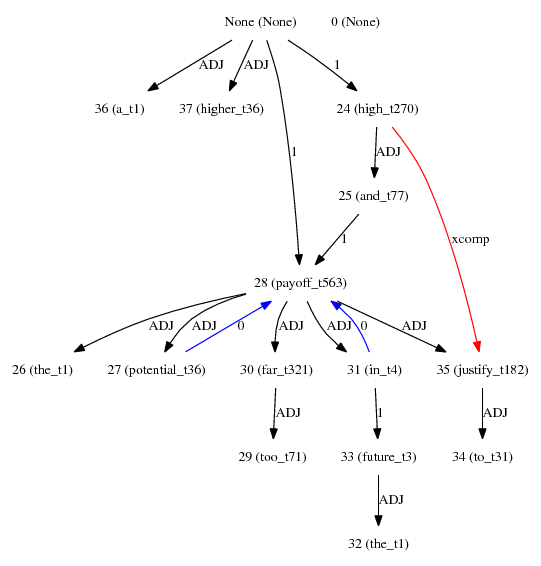 None (None) 0 (None)
ADJ ADJ 1
36 (a_t1) 37 (higher_t36) 24 (high_t270)
1 ADJ
25 (and_t77)
1 xcomp
28 (payoff_t563)
ADJ ADJ 0 ADJ ADJ 0 ADJ
26 (the_t1) 27 (potential_t36) 30 (far_t321) 31 (in_t4) 35 (justify_t182)
ADJ 1 ADJ
29 (too_t71) 33 (future_t3) 34 (to_t31)
ADJ
32 (the_t1)